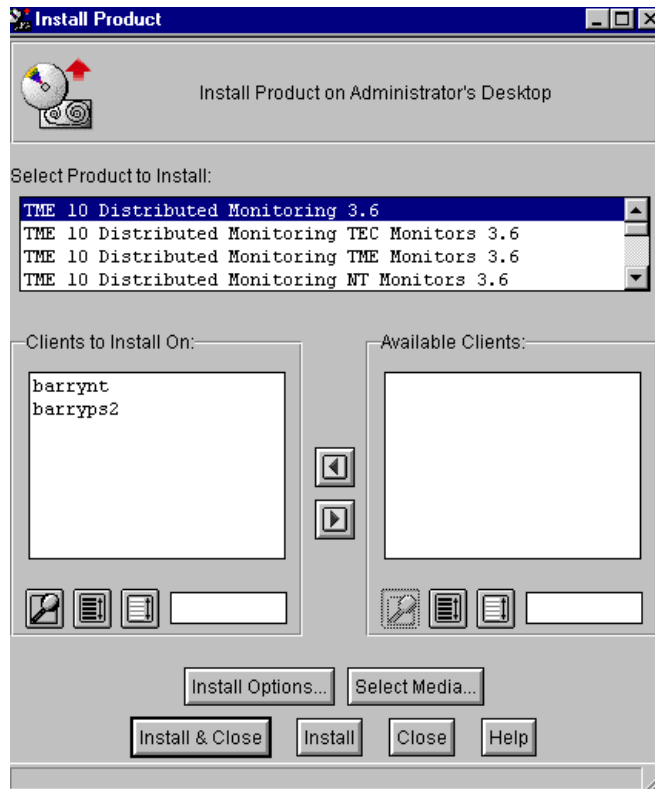 Install Product
Install Product on Administrator's Desktop
Select Product to Install:
TME 10 Distributed Monitoring 3.6
TME 10 Distributed Monitoring TEC Monitors 3.6
TME 10 Distributed Monitoring TME Monitors 3.6
TME 10 Distributed Monitoring NT Monitors 3.6
Clients to Install On:
Available Clients:
barrynt
barryps2
Install Options...
Select Media...
Install & Close
Install
Close
Help